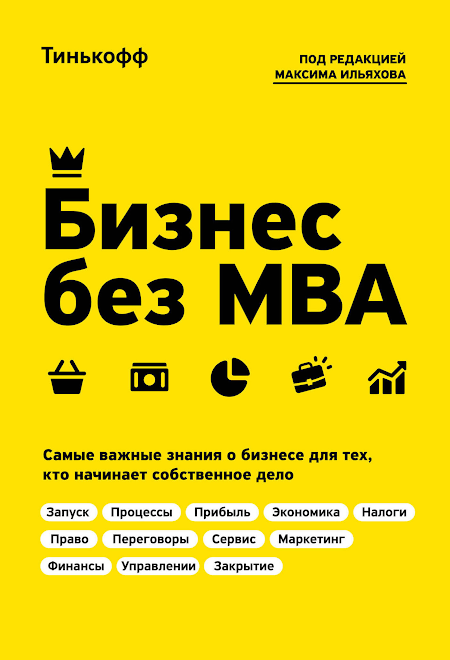 Тинькофф
ПОД РЕДАКЦИЕЙ
МАКСИМА ИЛЬЯХОВА
Бизнес
без MBA
Самые важные знания о бизнесе для тех,
кто начинает собственное дело
Запуск Процессы Прибыль Экономика Налоги
Право Переговоры Сервис Маркетинг
Финансы Управлении Закрытие